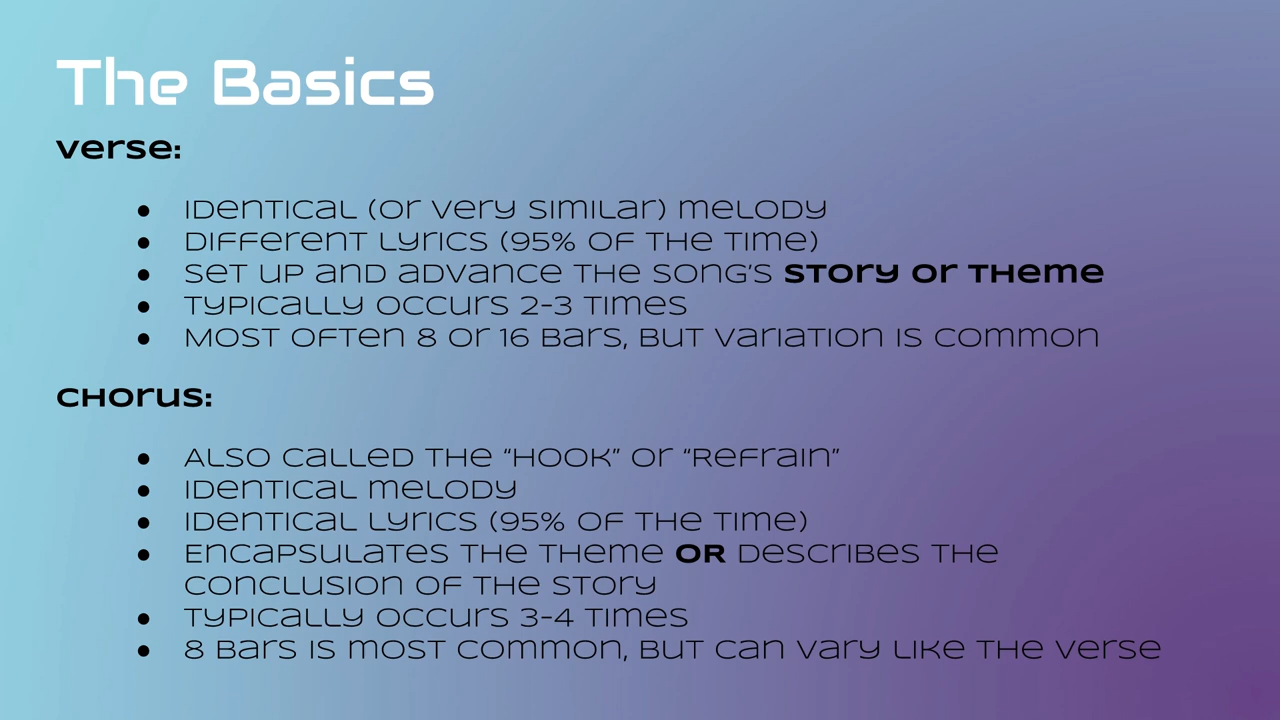 The Basics
verse:
● Identical (or very similar) melody
● Different lyrics (95% of the time)
● Set up and advance the song's story or theme
● Typically occurs 2-3 times
● Most often 8 or 16 bars, but variation is common
chorus:
● Also called the “Hook” or “Refrain”
● Identical melody
● Identical lyrics (95% of the time)
● Encapsulates the theme OR describes the
conclusion of the story
● Typically occurs 3-4 times
● 8 bars is most common, but can vary like the verse